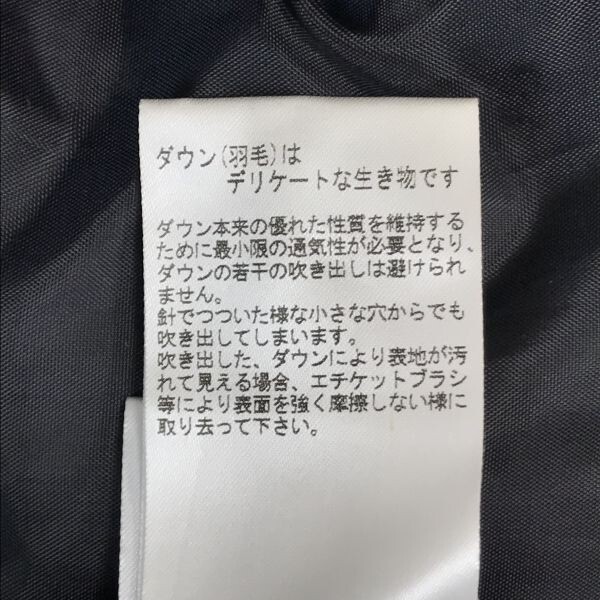 ダウン(羽毛)は
デリケートな生き物です
ダウン本来の優れた性質を維持する
ために最小限の通気性が必要となり、
ダウンの若干の吹き出しは避けられ
ません。
針でつついた様な小さな穴からでも
吹き出してしまいます。
吹き出した、ダウンにより表地が汚
れて見える場合、エチケットブラシ
等により表面を強く摩擦しない様に
取り去って下さい。